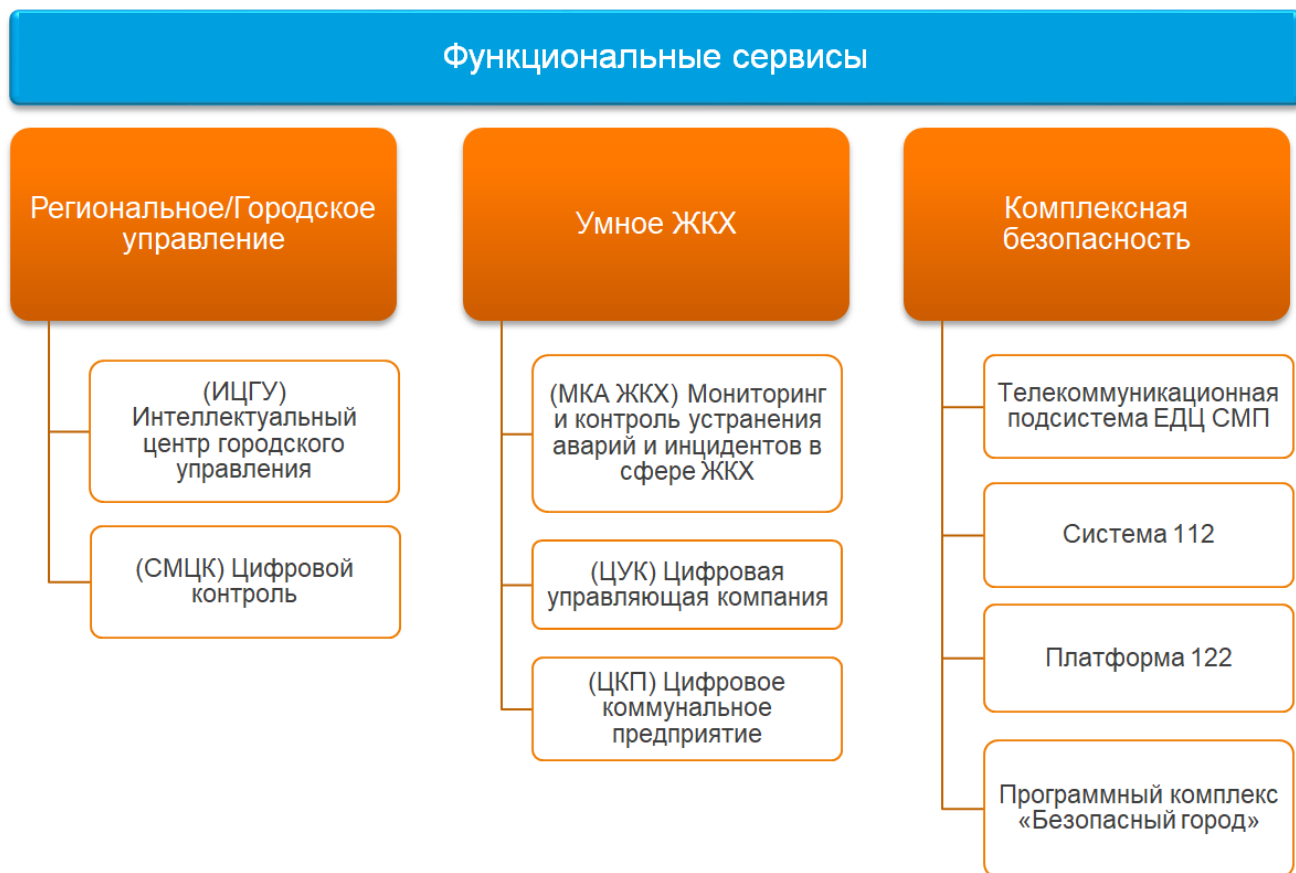 Функциональные сервисы
Региональное/Городское
управление
(ИЦГУ)
Интеллектуальный
центр городского
управления
(СМЦК) Цифровой
контроль
Умное ЖКХ
(МКА ЖКХ) Мониторинг
и контроль устранения
аварий и инцидентов в
сфере ЖКХ
(ЦУК) Цифровая
управляющая компания
(ЦКП) Цифровое
коммунальное
предприятие
Комплексная
безопасность
Телекоммуникационная
подсистема ЕДЦ СМП
Система 112
Платформа 122
Программный комплекс
«Безопасный город»